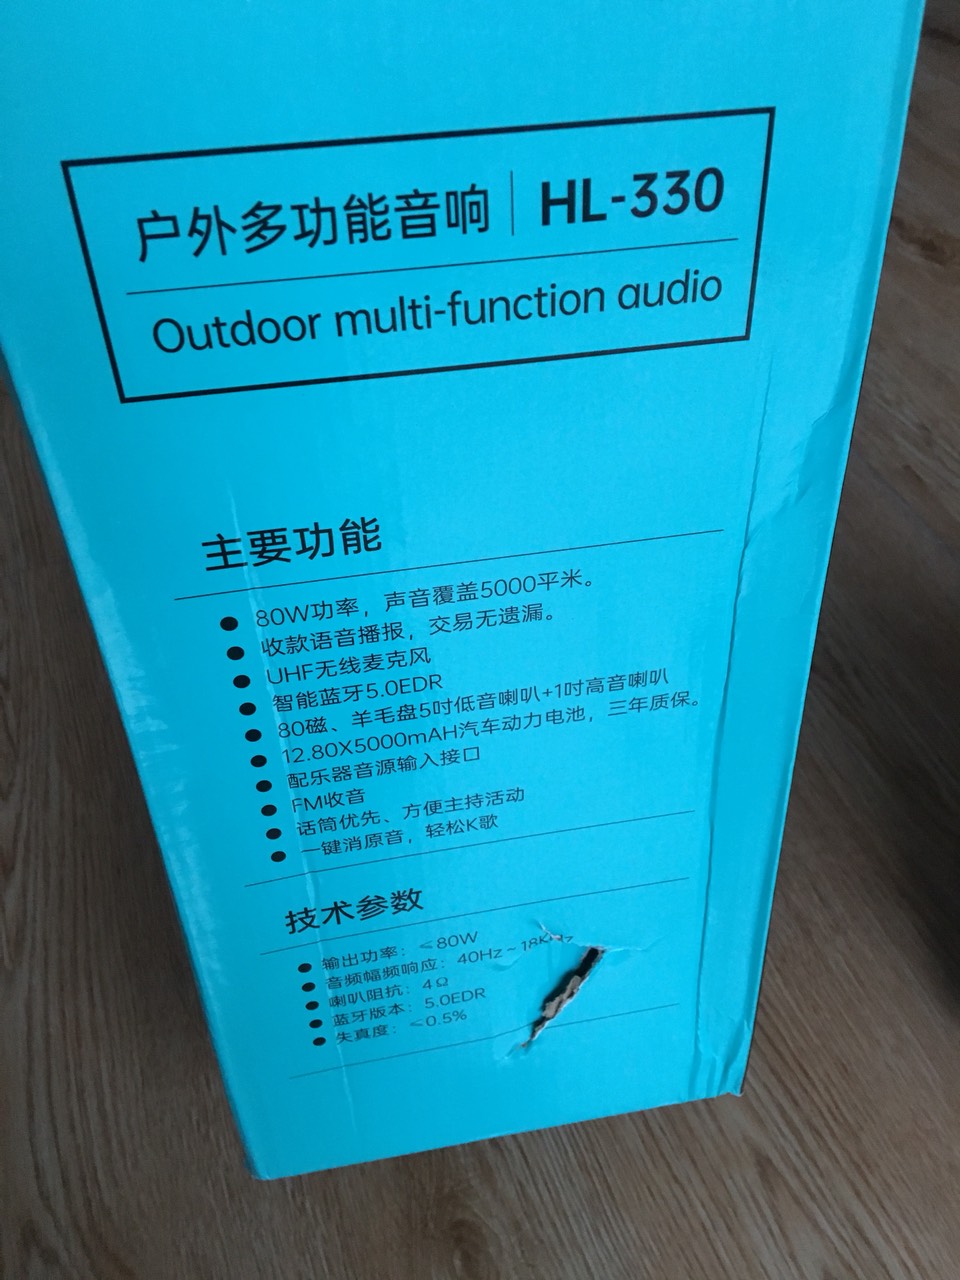 户外多功能音响 HL-330
Outdoor multi-function audio
主要功能
● 80W功率，声音覆盖5000平米。
● 收款语音播报，交易无遗漏。
● UHF无线麦克风
● 智能蓝牙5.0EDR
● 80磁、羊毛盘5吋低音喇叭+1吋高音喇叭
● 12.80X5000mAH汽车动力电池，三年质保。
● 配乐器音源输入接口
● FM收音
● 话筒优先、方便主持活动
● 一键消原音，轻松K歌
技术参数
● 输出功率：≤80W
● 音频幅频响应：40Hz～18KHz
● 喇叭阻抗：4Ω
● 蓝牙版本：5.0EDR
● 失真度：≤0.5%